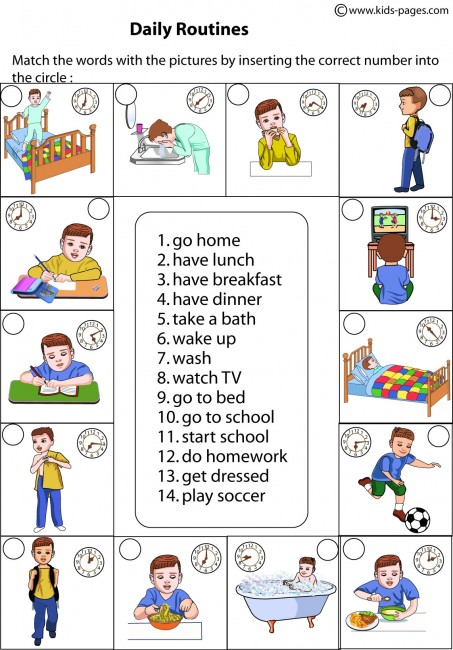 © www.kids-pages.com
Daily Routines
Match the words with the pictures by inserting the correct number into
the circle :
1. go home
2. have lunch
3. have breakfast
4. have dinner
5. take a bath
6. wake up
7. wash
8. watch TV
9. go to bed
10. go to school
11. start school
12. do homework
13. get dressed
14. play soccer